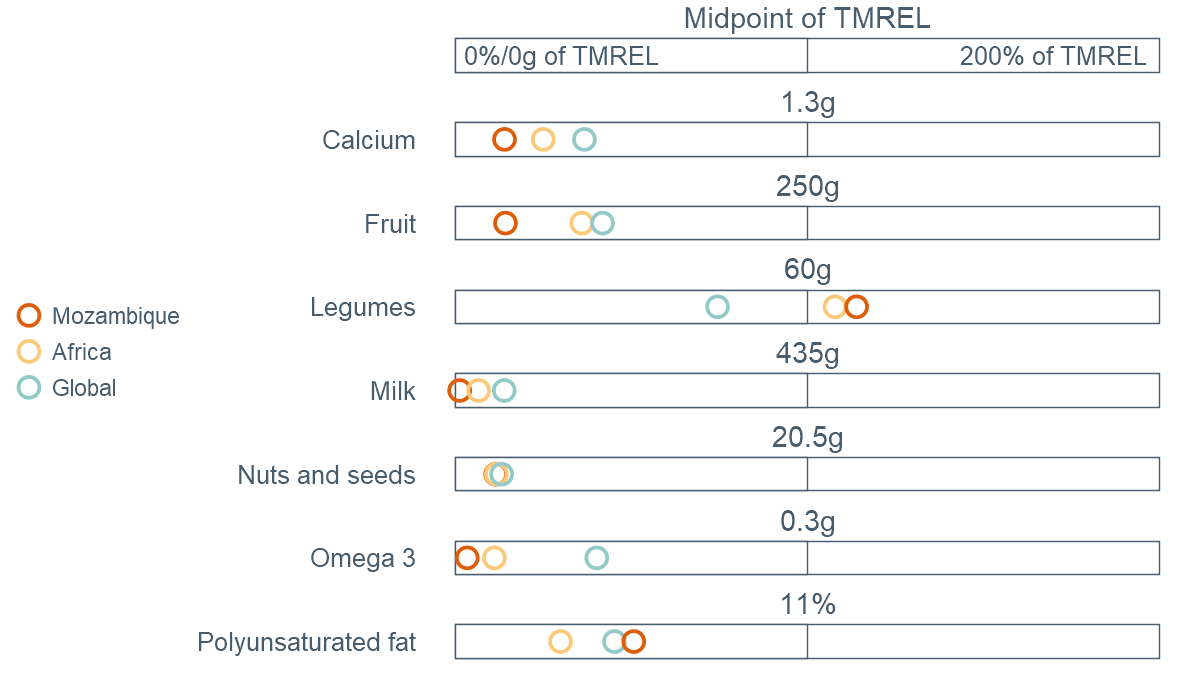 Midpoint of TMREL
0%/0g of TMREL
200% of TMREL
1.3g
Calcium
250g
Fruit
60g
Legumes
435g
Milk
20.5g
Nuts and seeds
0.3g
Omega 3
11%
Polyunsaturated fat
Mozambique
Africa
Global